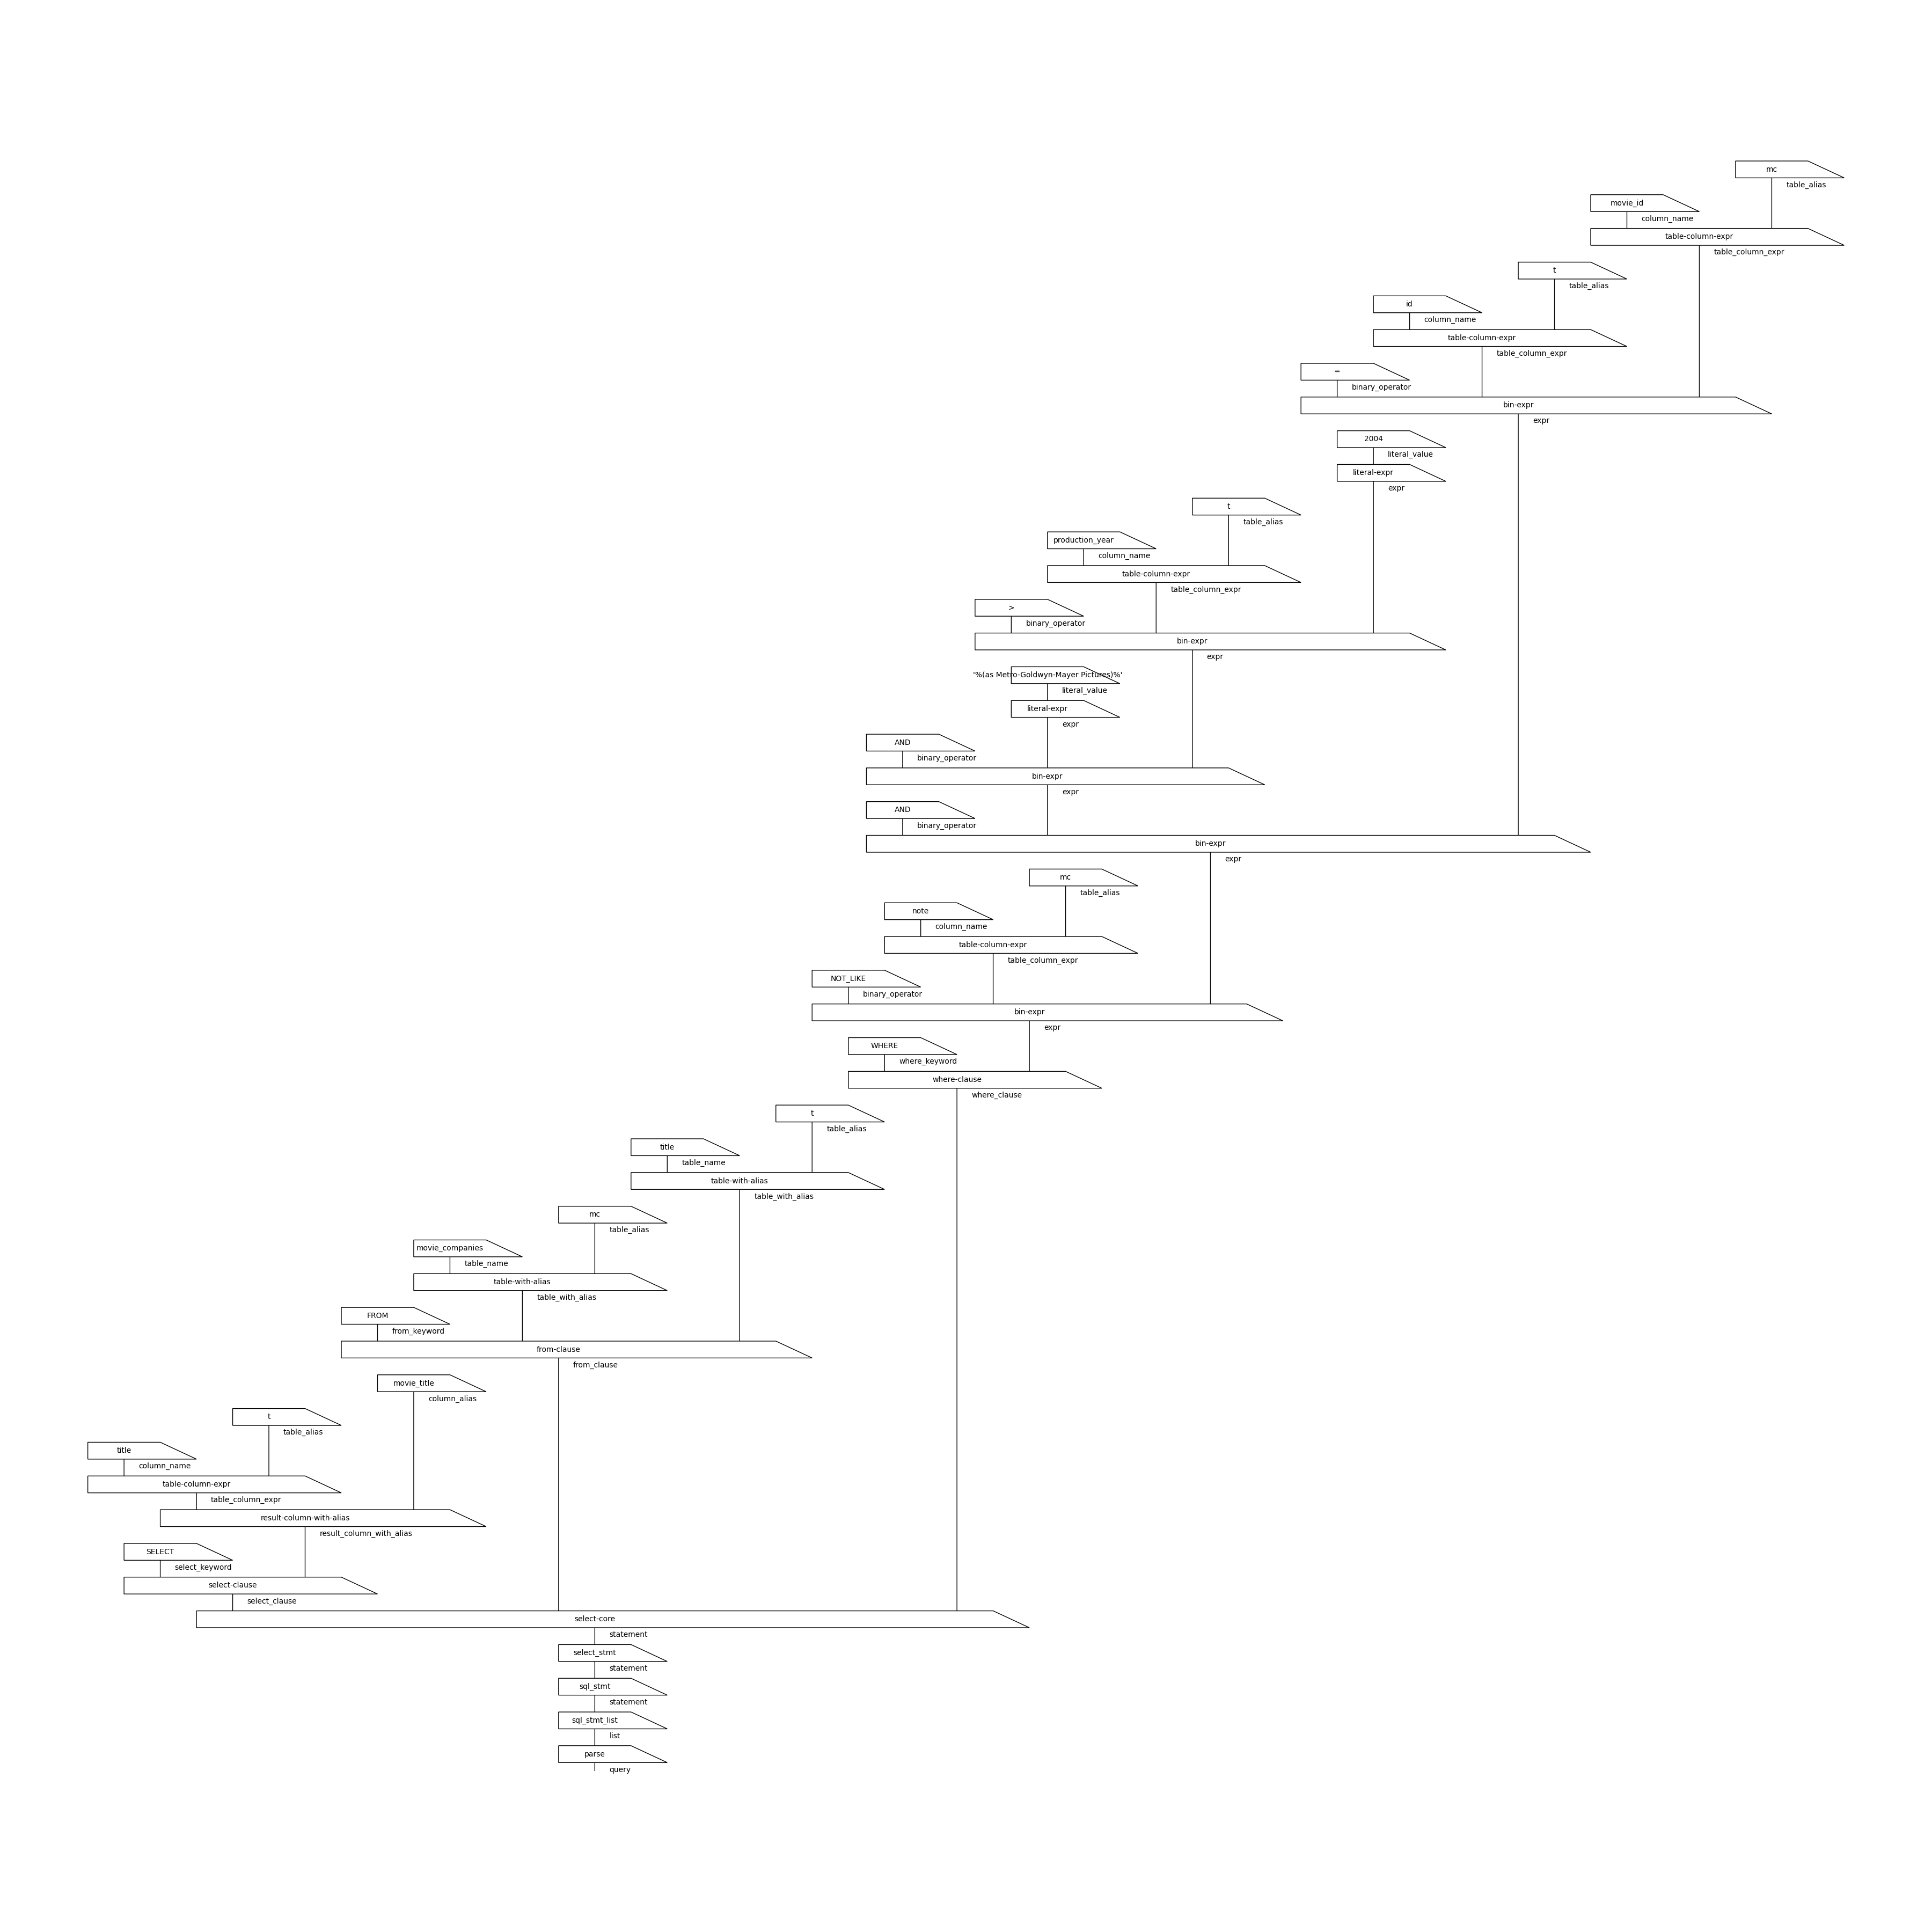 mc
table_alias
movie_id
column_name
table-column-expr
table_column_expr
t
table_alias
id
column_name
table-column-expr
table_column_expr
=
binary_operator
bin-expr
expr
2004
literal_value
literal-expr
expr
t
table_alias
production_year
column_name
table-column-expr
table_column_expr
>
binary_operator
bin-expr
expr
'%(as Metro-Goldwyn-Mayer Pictures)%'
literal_value
literal-expr
expr
AND
binary_operator
bin-expr
expr
AND
binary_operator
bin-expr
expr
mc
table_alias
note
column_name
table-column-expr
table_column_expr
NOT_LIKE
binary_operator
bin-expr
expr
WHERE
where_keyword
where-clause
where_clause
t
table_alias
title
table_name
table-with-alias
table_with_alias
mc
table_alias
movie_companies
table_name
table-with-alias
table_with_alias
FROM
from_keyword
from-clause
from_clause
movie_title
column_alias
t
table_alias
title
column_name
table-column-expr
table_column_expr
result-column-with-alias
result_column_with_alias
SELECT
select_keyword
select-clause
select_clause
select-core
statement
select_stmt
statement
sql_stmt
statement
sql_stmt_list
list
parse
query